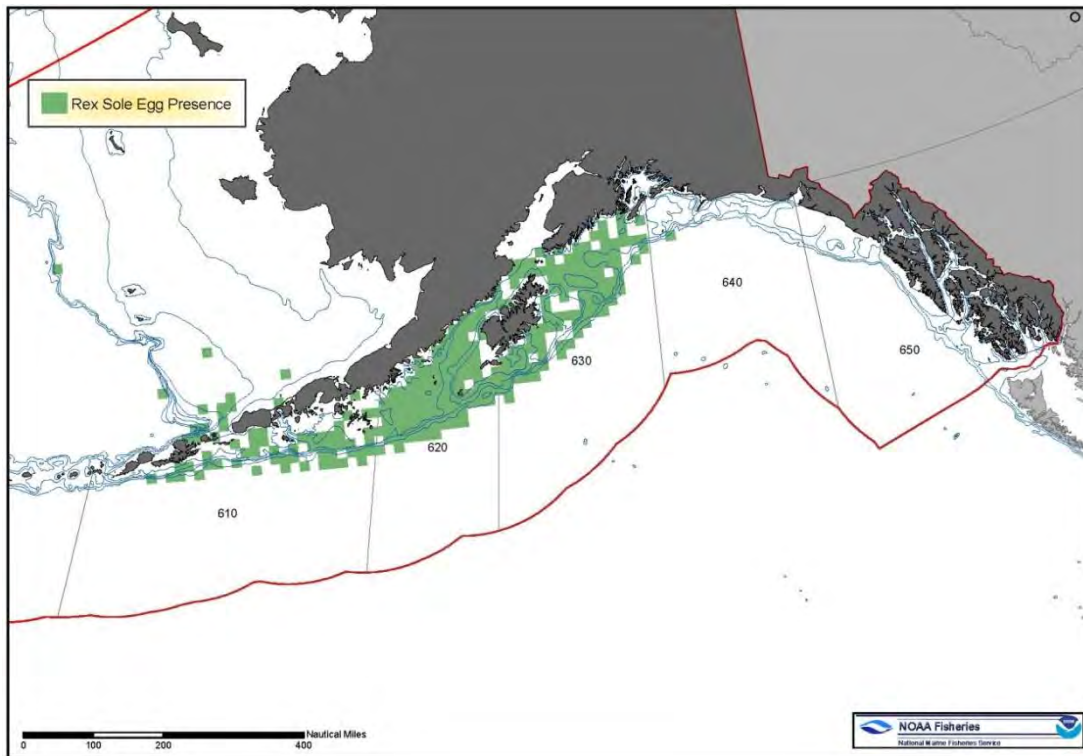 Rex Sole Egg Presence
640
650
630
620
610
Nautical Miles
0 100 200 400
NOAA Fisheries
National Marine Fisheries Service